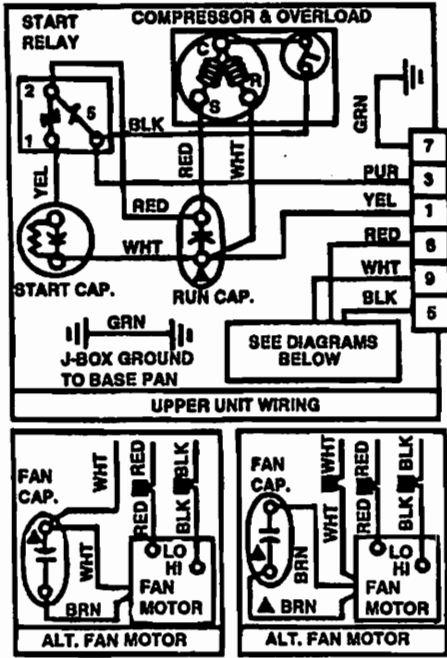 START
RELAY
COMPRESSOR & OVERLOAD
C
R
S
2
5
1
BLK
RED
WHT
GRN
7
PUR
3
YEL
1
RED
6
WHT
9
BLK
5
YEL
RED
WHT
START CAP.
RUN CAP.
GRN
J-BOX GROUND
TO BASE PAN
SEE DIAGRAMS
BELOW
UPPER UNIT WIRING
FAN
CAP.
WHT
RED
BLK
WHT
RED
BLK
LO
HI
FAN
MOTOR
BRN
ALT. FAN MOTOR
FAN
CAP.
WHT
RED
BLK
WHT
RED
BLK
BRN
LO
HI
FAN
MOTOR
BRN
ALT. FAN MOTOR